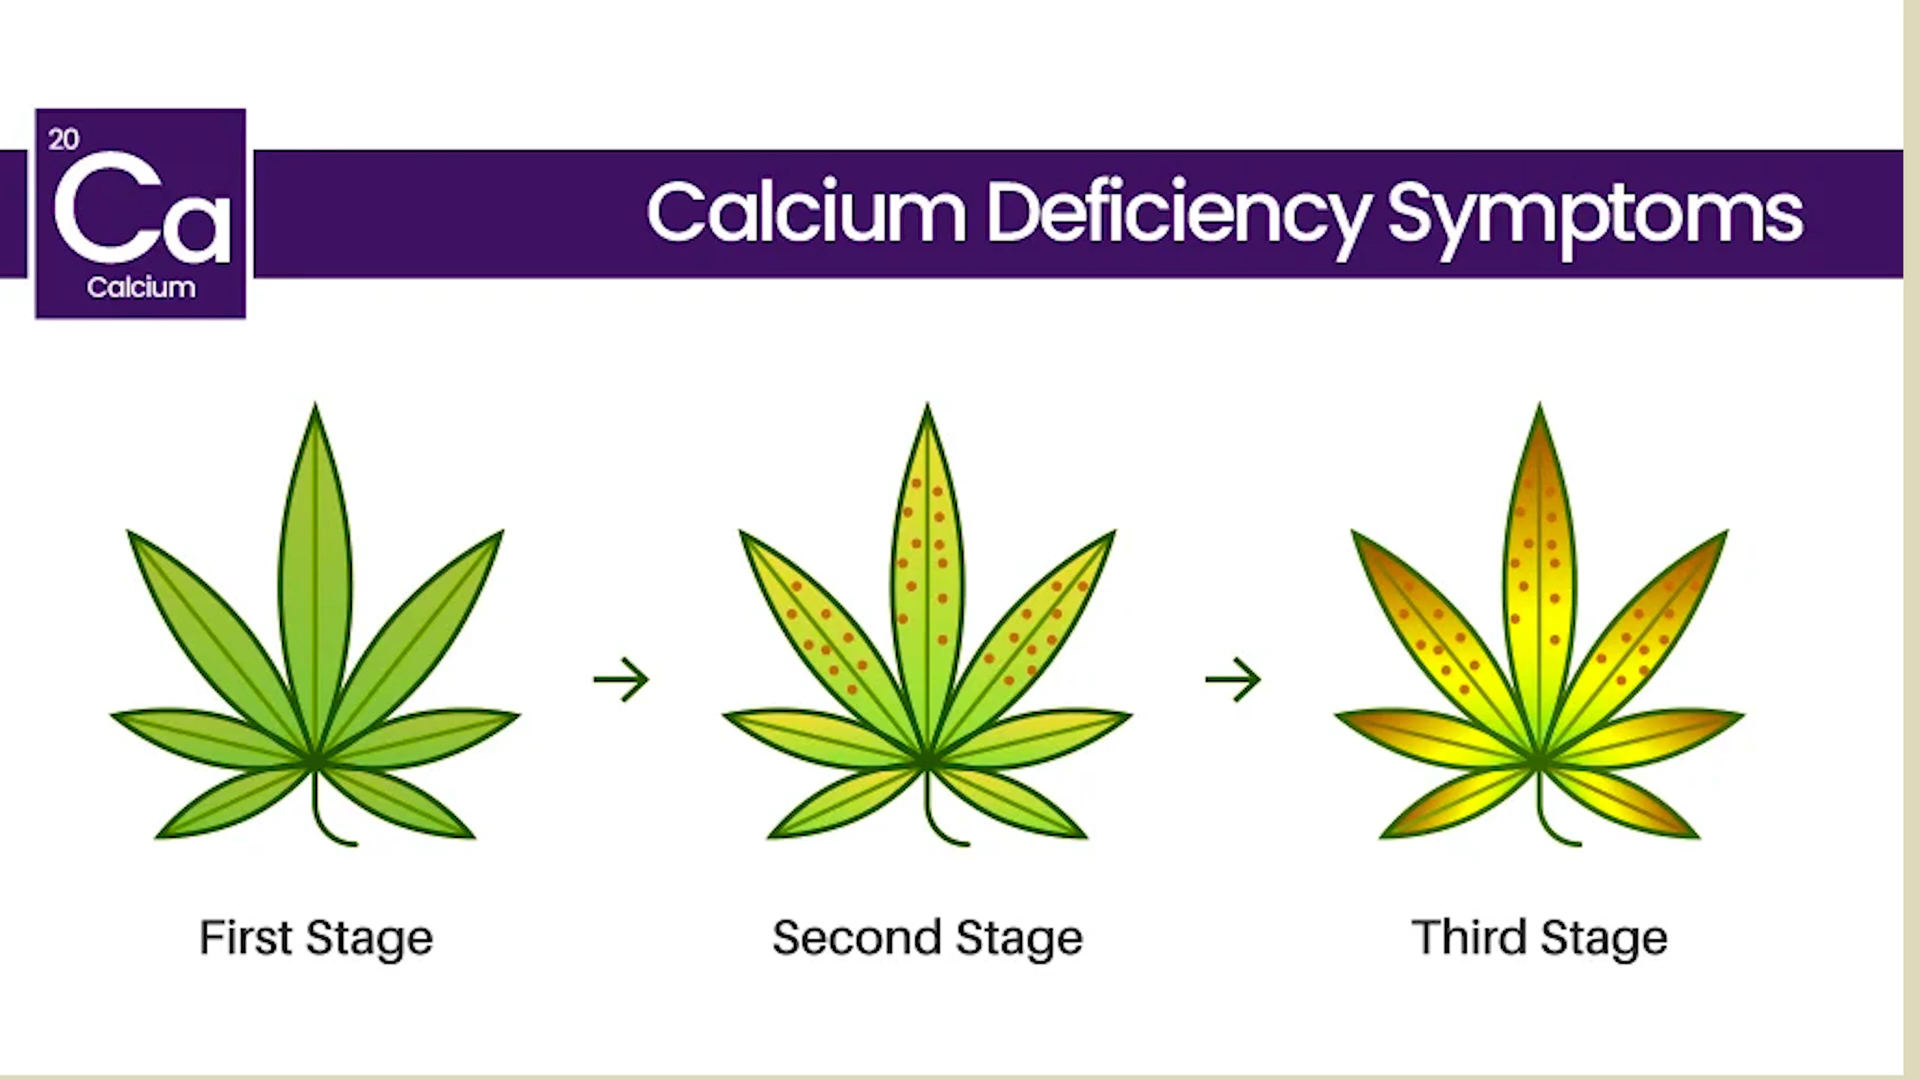 20
Ca
Calcium
Calcium Deficiency Symptoms
First Stage
Second Stage
Third Stage